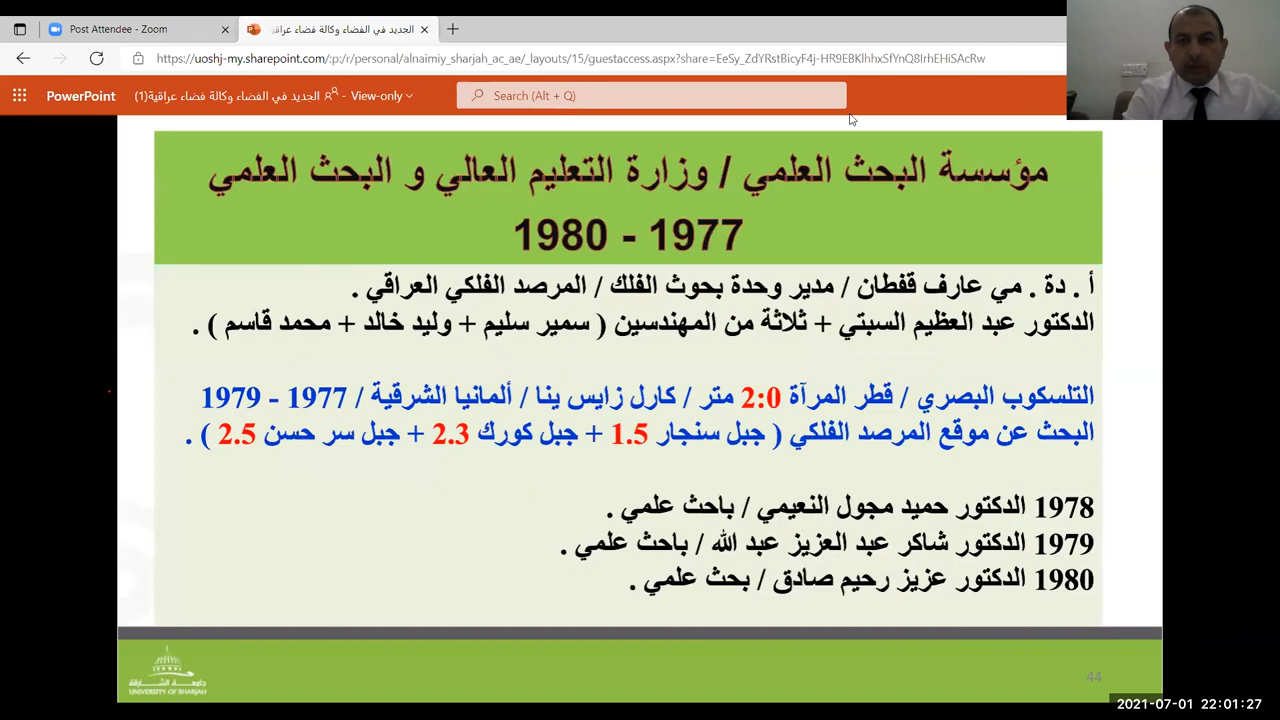 Post Attendee - Zoom
الجديد في الفضاء وكالة فضاء عراقي
https://uoshj-my.sharepoint.com/:p:/r/personal/alnaimiy_sharjah_ac_ae/_layouts/15/guestaccess.aspx?share=EeSy_ZdYRstBicyF4j-HR9EBKlhhxSfYnQ8IrhEHiSAcRw
PowerPoint
الجديد في الفضاء وكالة فضاء عراقية(1) - View-only
Search (Alt + Q)
مؤسسة البحث العلمي / وزارة التعليم العالي و البحث العلمي
1977 - 1980
أ . دة . مي عارف قفطان / مدير وحدة بحوث الفلك / المرصد الفلكي العراقي .
الدكتور عبد العظيم السبتي + ثلاثة من المهندسين ( سمير سليم + وليد خالد + محمد قاسم ) .
التلسكوب البصري / قطر المرآة 2:0 متر / كارل زايس ينا / ألمانيا الشرقية / 1977 - 1979
البحث عن موقع المرصد الفلكي ( جبل سنجار 1.5 + جبل كورك 2.3 + جبل سر حسن 2.5 ) .
1978 الدكتور حميد مجول النعيمي / باحث علمي .
1979 الدكتور شاكر عبد العزيز عبد الله / باحث علمي .
1980 الدكتور عزيز رحيم صادق / بحث علمي .
جامعة الشارقة
UNIVERSITY OF SHARJAH
44
2021-07-01 22:01:27